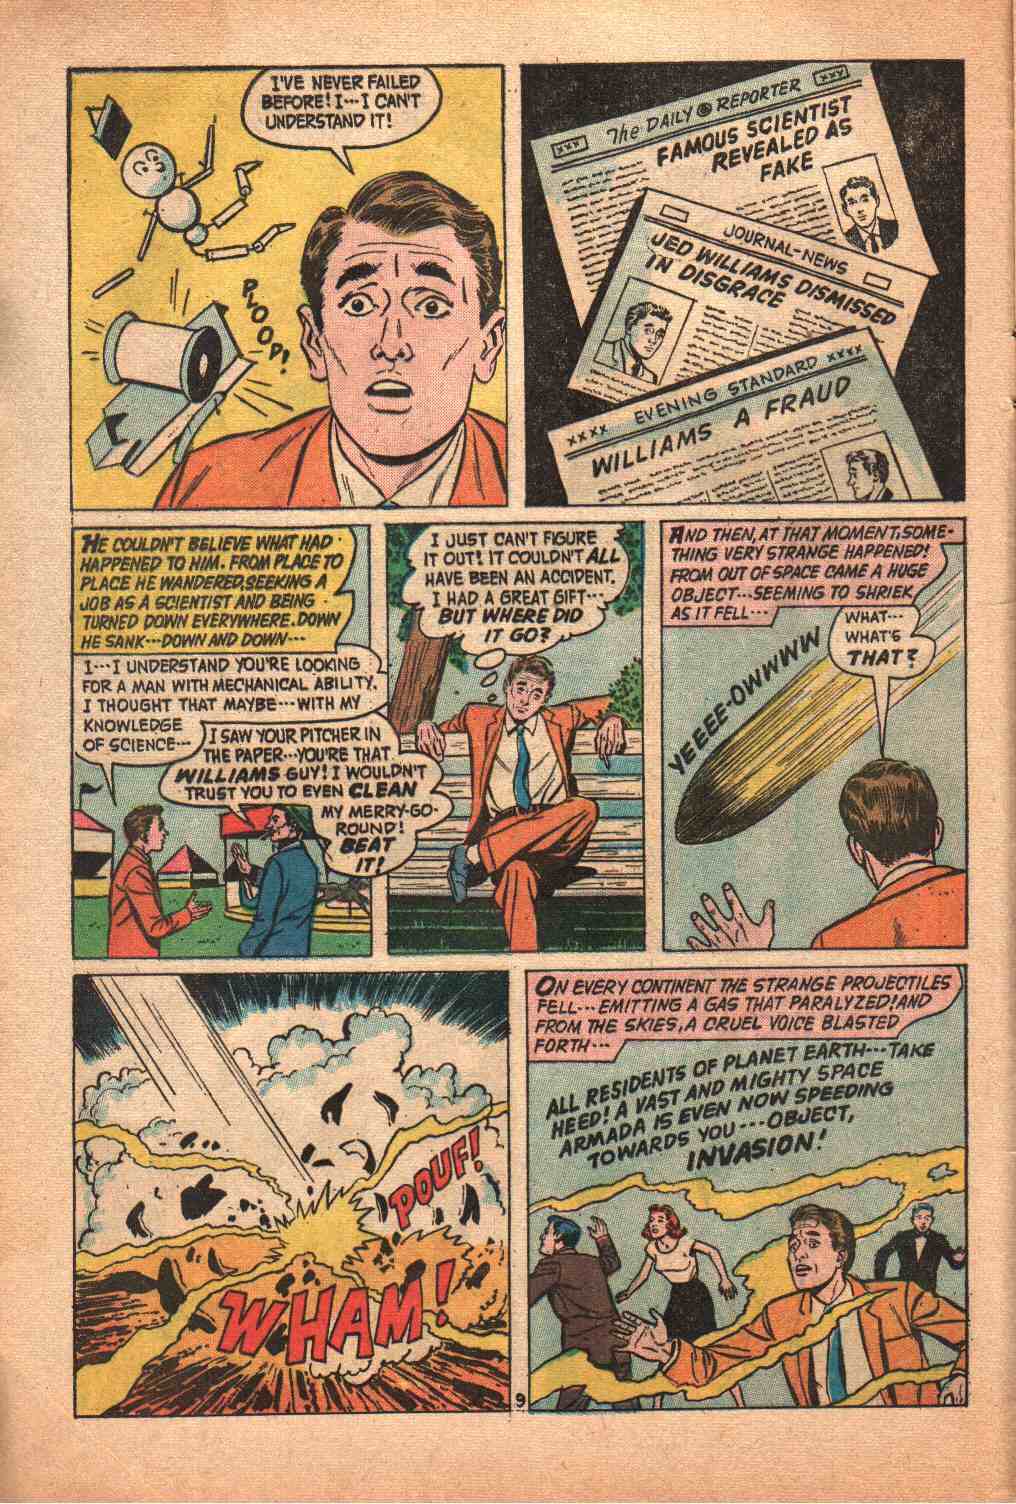 I'VE NEVER FAILED
BEFORE! I---I CAN'T
UNDERSTAND IT!
PLOOP!
XXX The DAILY REPORTER XXX
FAMOUS SCIENTIST
REVEALED AS
FAKE
JOURNAL-NEWS
JED WILLIAMS DISMISSED
IN DISGRACE
XXXX EVENING STANDARD XXXX
WILLIAMS A FRAUD
HE COULDN'T BELIEVE WHAT HAD
HAPPENED TO HIM. FROM PLACE TO
PLACE HE WANDERED, SEEKING A
JOB AS A SCIENTIST AND BEING
TURNED DOWN EVERYWHERE. DOWN
HE SANK---DOWN AND DOWN---
I---I UNDERSTAND YOU'RE LOOKING
FOR A MAN WITH MECHANICAL ABILITY.
I THOUGHT THAT MAYBE---WITH MY
KNOWLEDGE
OF SCIENCE---
I SAW YOUR PITCHER IN
THE PAPER---YOU'RE THAT
WILLIAMS GUY! I WOULDN'T
TRUST YOU TO EVEN CLEAN
MY MERRY-GO-
ROUND!
BEAT
IT!
I JUST CAN'T FIGURE
IT OUT! IT COULDN'T ALL
HAVE BEEN AN ACCIDENT.
I HAD A GREAT GIFT---
BUT WHERE DID
IT GO?
AND THEN, AT THAT MOMENT, SOME-
THING VERY STRANGE HAPPENED!
FROM OUT OF SPACE CAME A HUGE
OBJECT---SEEMING TO SHRIEK
AS IT FELL---
WHAT---
WHAT'S
THAT?
YEEEE-OWWWW
POUF!
WHAM!
ON EVERY CONTINENT THE STRANGE PROJECTILES
FELL---EMITTING A GAS THAT PARALYZED! AND
FROM THE SKIES, A CRUEL VOICE BLASTED
FORTH---
ALL RESIDENTS OF PLANET EARTH---TAKE
HEED! A VAST AND MIGHTY SPACE
ARMADA IS EVEN NOW SPEEDING
TOWARDS YOU---OBJECT,
INVASION!
9